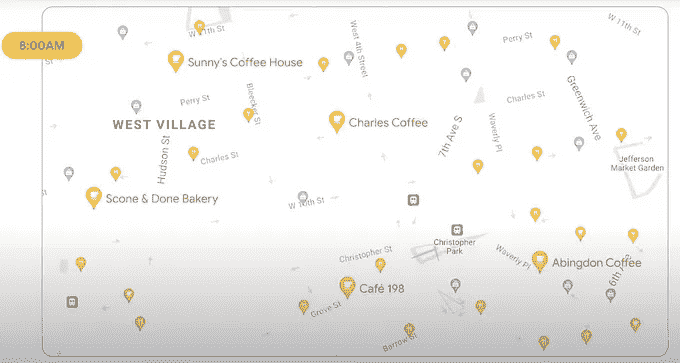 W 11th St
W 11th St
8:00AM
Sunny's Coffee House
West 4th Street
Perry St
Perry St
Bleecker St
Greenwich Ave
Charles St
WEST VILLAGE
Charles Coffee
7th Ave S
Waverly Pl
Hudson St
Charles St
Jefferson
Market Garden
Scone & Done Bakery
W 10th St
Christopher
Park
Christopher St
Waverly Pl
Abingdon Coffee
6th Ave
Café 198
Grove St
Barrow St